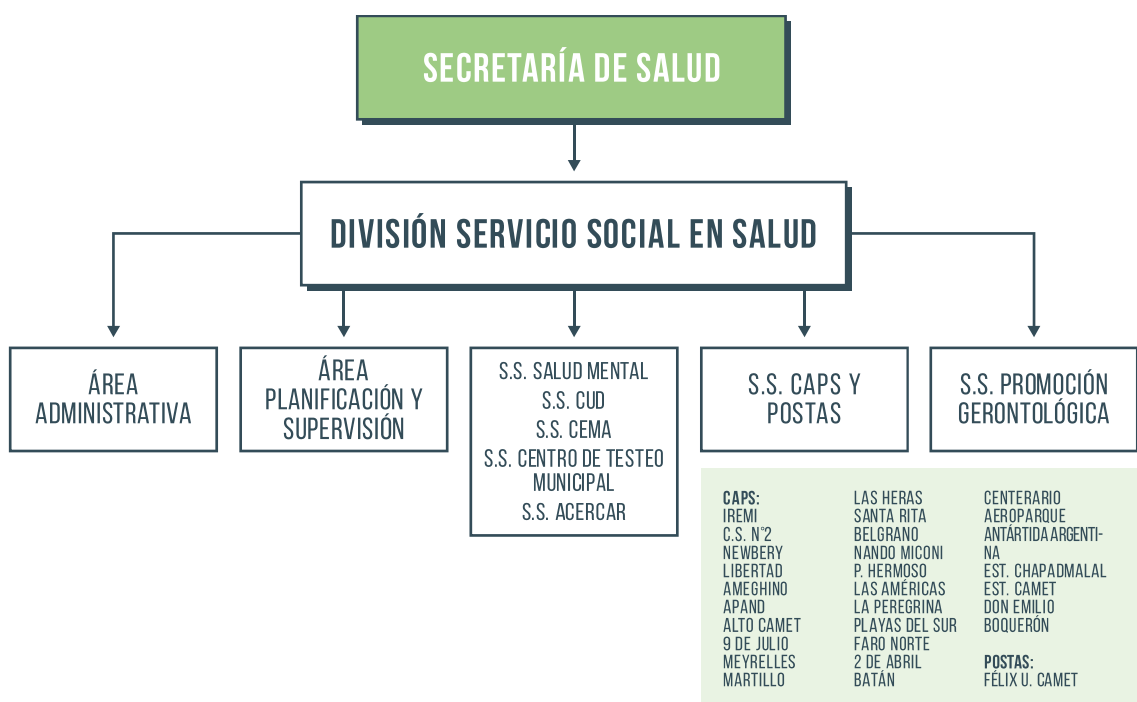 SECRETARÍA DE SALUD
DIVISIÓN SERVICIO SOCIAL EN SALUD
ÁREA
ADMINISTRATIVA
ÁREA
PLANIFICACIÓN Y
SUPERVISIÓN
S.S. SALUD MENTAL
S.S. CUD
S.S. CEMA
S.S. CENTRO DE TESTEO
MUNICIPAL
S.S. ACERCAR
S.S. CAPS Y
POSTAS
S.S. PROMOCIÓN
GERONTOLÓGICA
CAPS:
IREMI
C.S. N°2
NEWBERY
LIBERTAD
AMEGHINO
APAND
ALTO CAMET
9 DE JULIO
MEYRELLES
MARTILLO
LAS HERAS
SANTA RITA
BELGRANO
NANDO MICONI
P. HERMOSO
LAS AMÉRICAS
LA PEREGRINA
PLAYAS DEL SUR
FARO NORTE
2 DE ABRIL
BATÁN
CENTERARIO
AEROPARQUE
ANTÁRTIDA ARGENTI-
NA
EST. CHAPADMALAL
EST. CAMET
DON EMILIO
BOQUERÓN
POSTAS:
FÉLIX U. CAMET